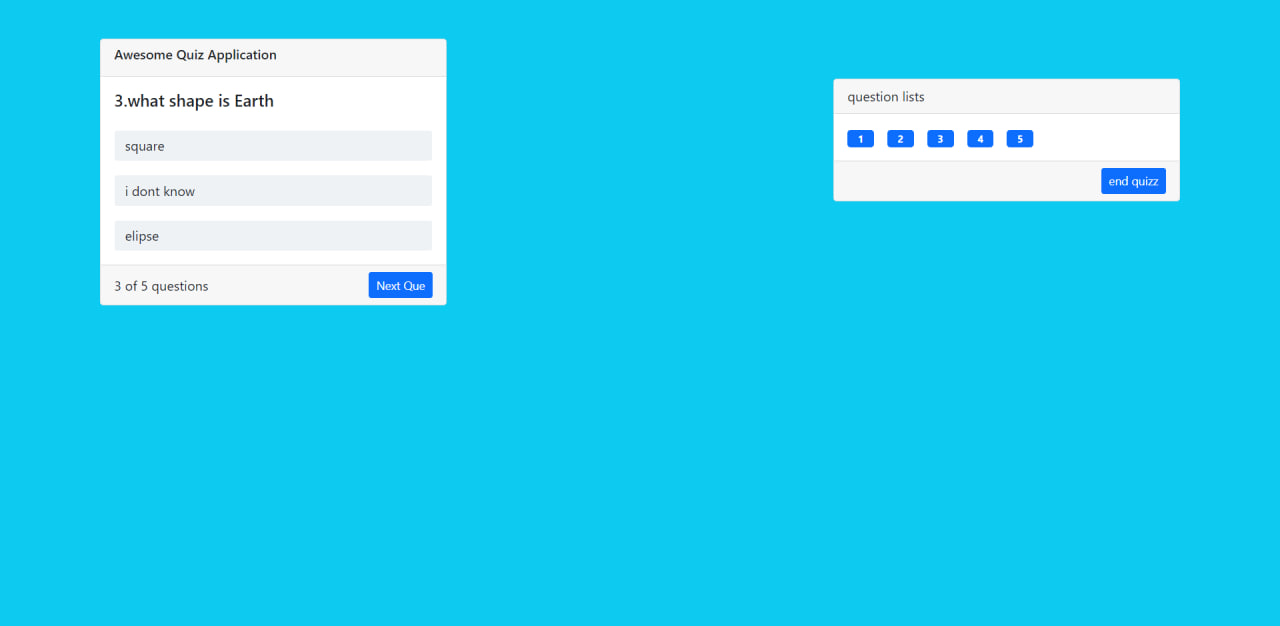 Awesome Quiz Application
3.what shape is Earth
square
i dont know
elipse
3 of 5 questions
Next Que
question lists
1 2 3 4 5
end quizz